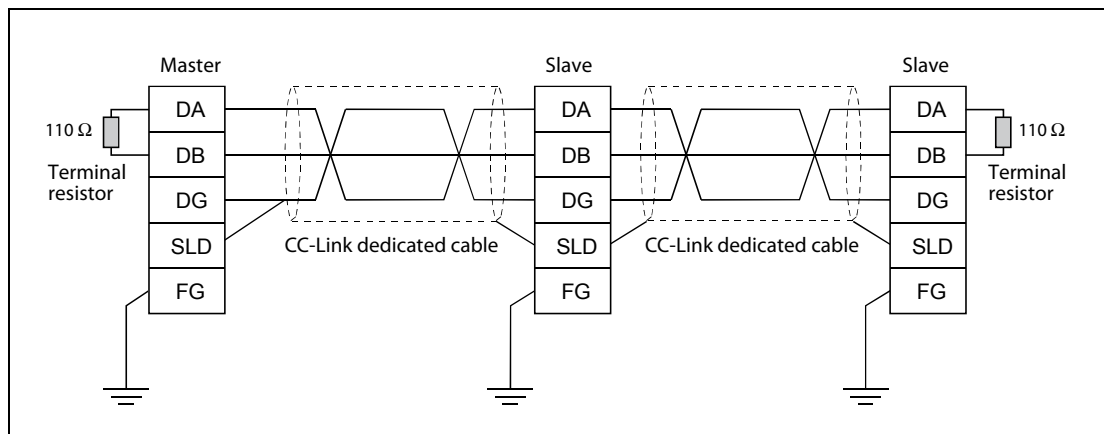 Master
Slave
Slave
DA
DB
DG
SLD
FG
110 Ω
Terminal
resistor
CC-Link dedicated cable
DA
DB
DG
SLD
FG
CC-Link dedicated cable
DA
DB
DG
SLD
FG
110 Ω
Terminal
resistor